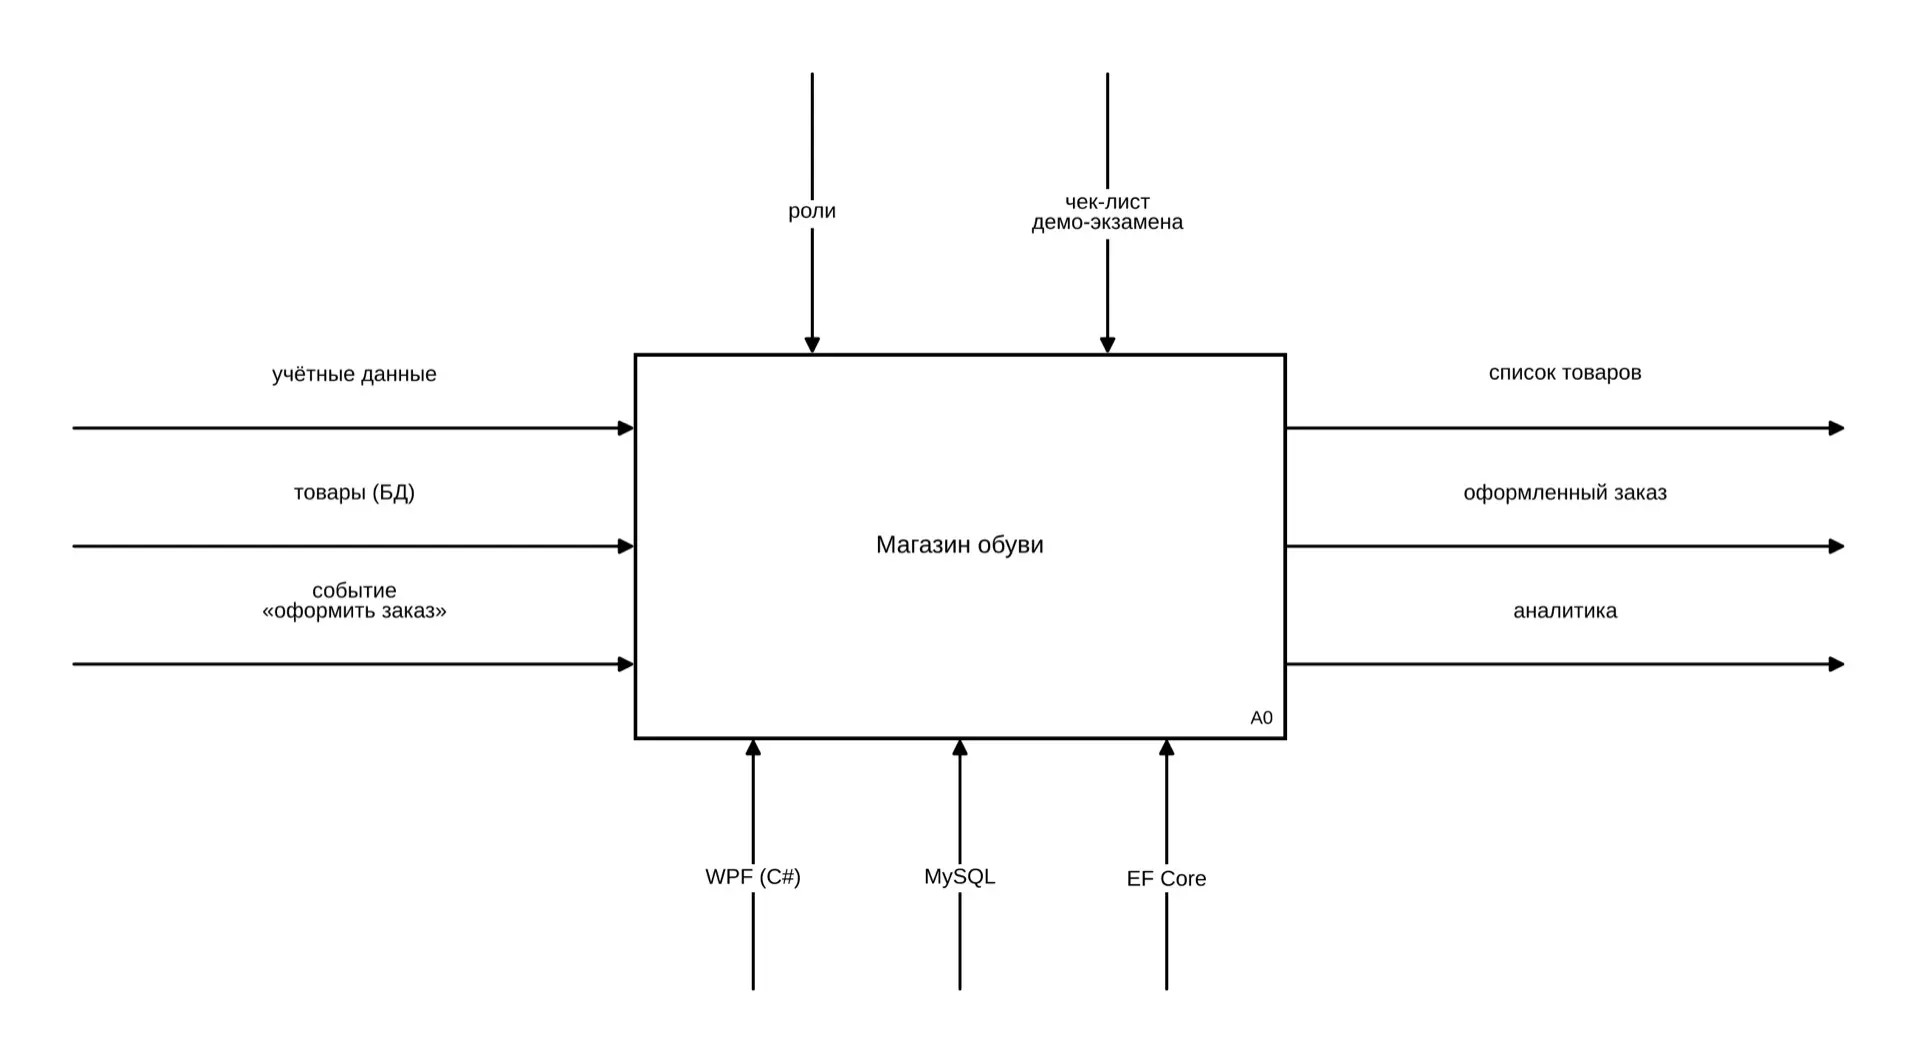 роли
чек-лист
демо-экзамена
учётные данные
список товаров
товары (БД)
оформленный заказ
Магазин обуви
событие
«оформить заказ»
аналитика
A0
WPF (C#)
MySQL
EF Core